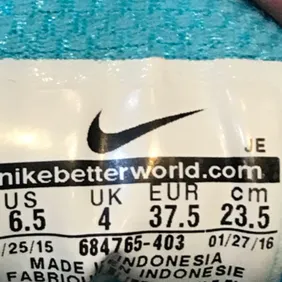 JE
nikebetterworld.com
US UK EUR cm
6.5 4 37.5 23.5
/25/15 684765-403 01/27/16
MADE IN INDONESIA
FABRIQUÉ EN INDONESIE